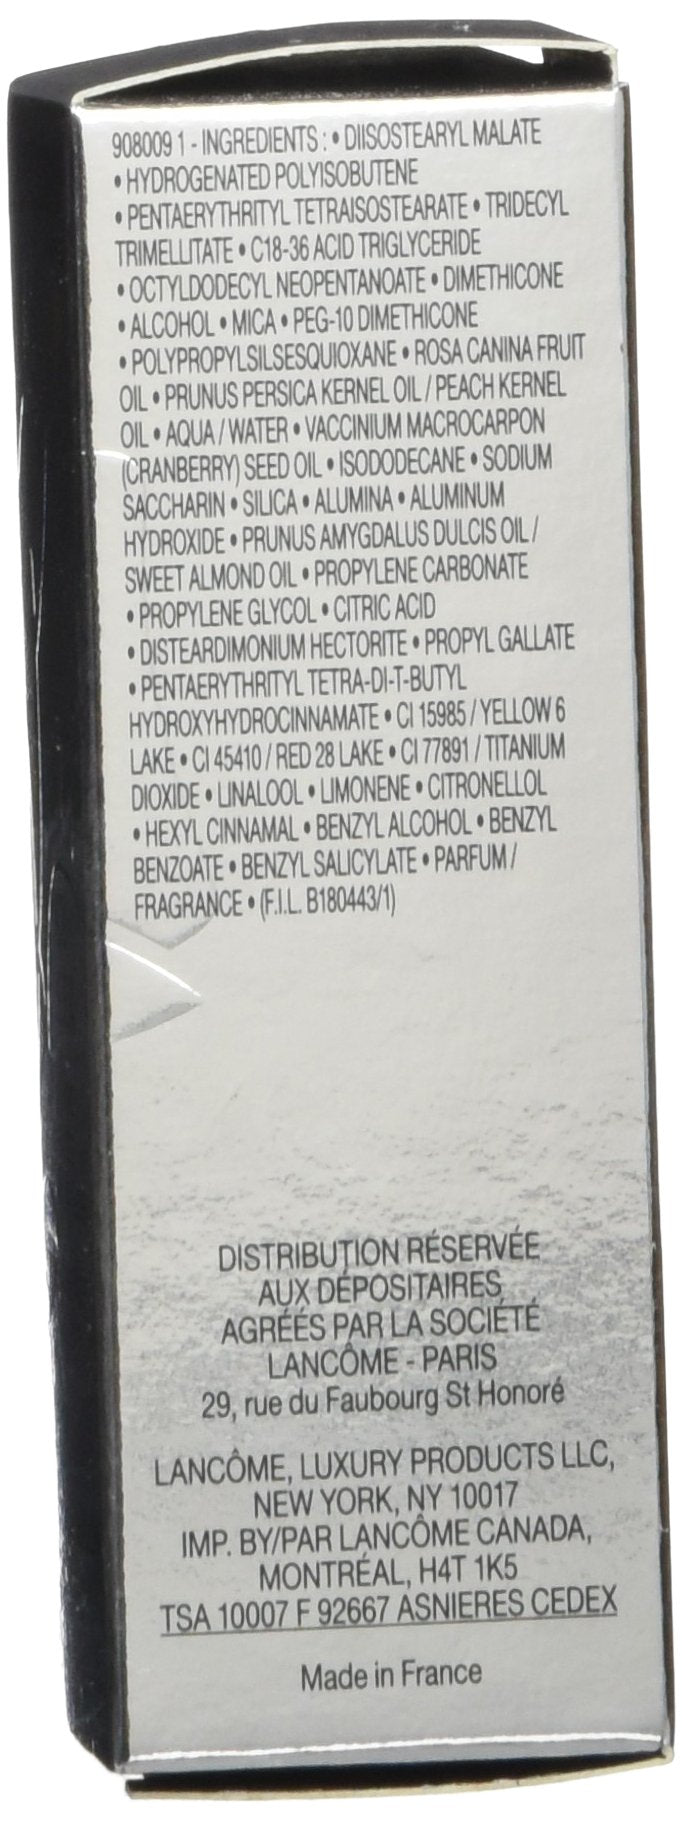 908009 1 - INGREDIENTS : • DIISOSTEARYL MALATE
• HYDROGENATED POLYISOBUTENE
• PENTAERYTHRITYL TETRAISOSTEARATE • TRIDECYL
TRIMELLITATE • C18-36 ACID TRIGLYCERIDE
• OCTYLDODECYL NEOPENTANOATE • DIMETHICONE
• ALCOHOL • MICA • PEG-10 DIMETHICONE
• POLYPROPYLSILSESQUIOXANE • ROSA CANINA FRUIT
OIL • PRUNUS PERSICA KERNEL OIL / PEACH KERNEL
OIL • AQUA / WATER • VACCINIUM MACROCARPON
(CRANBERRY) SEED OIL • ISODODECANE • SODIUM
SACCHARIN • SILICA • ALUMINA • ALUMINUM
HYDROXIDE • PRUNUS AMYGDALUS DULCIS OIL /
SWEET ALMOND OIL • PROPYLENE CARBONATE
• PROPYLENE GLYCOL • CITRIC ACID
• DISTEARDIMONIUM HECTORITE • PROPYL GALLATE
• PENTAERYTHRITYL TETRA-DI-T-BUTYL
HYDROXYHYDROCINNAMATE • CI 15985 / YELLOW 6
LAKE • CI 45410 / RED 28 LAKE • CI 77891 / TITANIUM
DIOXIDE • LINALOOL • LIMONENE • CITRONELLOL
• HEXYL CINNAMAL • BENZYL ALCOHOL • BENZYL
BENZOATE • BENZYL SALICYLATE • PARFUM /
FRAGRANCE • (F.I.L. B180443/1)
DISTRIBUTION RÉSERVÉE
AUX DÉPOSITAIRES
AGRÉÉS PAR LA SOCIÉTÉ
LANCÔME - PARIS
29, rue du Faubourg St Honoré
LANCÔME, LUXURY PRODUCTS LLC,
NEW YORK, NY 10017
IMP. BY/PAR LANCÔME CANADA,
MONTRÉAL, H4T 1K5
TSA 10007 F 92667 ASNIERES CEDEX
Made in France